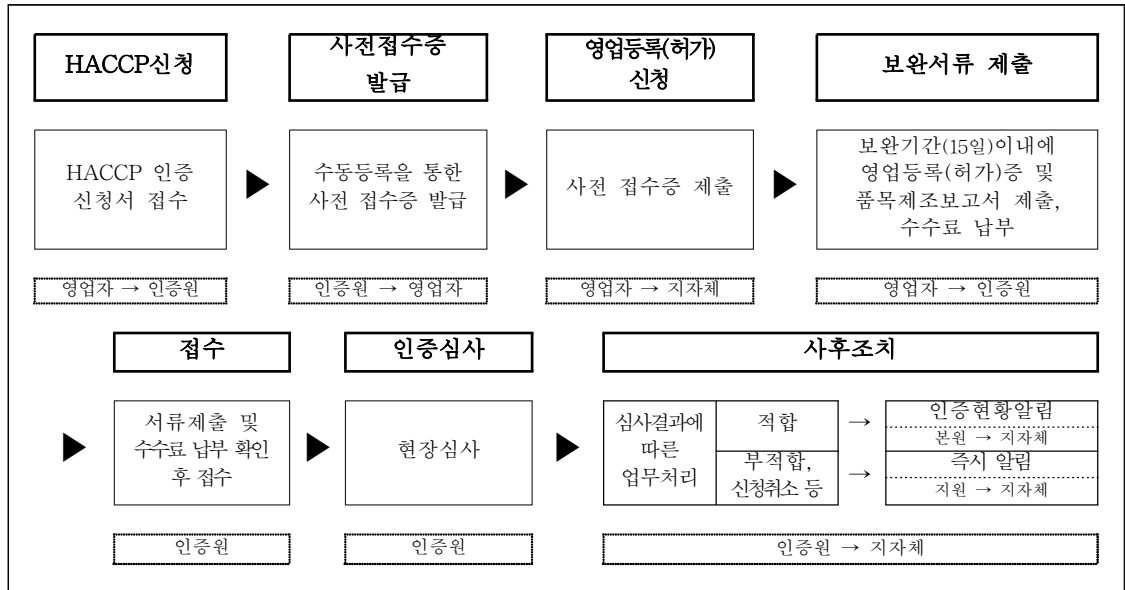 HACCP신청
사전접수증
발급
영업등록(허가)
신청
보완서류 제출
HACCP 인증
신청서 접수
▶
수동등록을 통한
사전 접수증 발급
▶
사전 접수증 제출
▶
보완기간(15일)이내에
영업등록(허가)증 및
품목제조보고서 제출,
수수료 납부
영업자 → 인증원
인증원 → 영업자
영업자 → 지자체
영업자 → 인증원
접수
인증심사
사후조치
▶
서류제출 및
수수료 납부 확인
후 접수
▶
현장심사
▶
심사결과에
따른
업무처리
적합
→
인증현황알림
본원 → 지자체
부적합,
신청취소 등
→
즉시 알림
지원 → 지자체
인증원
인증원
인증원 → 지자체